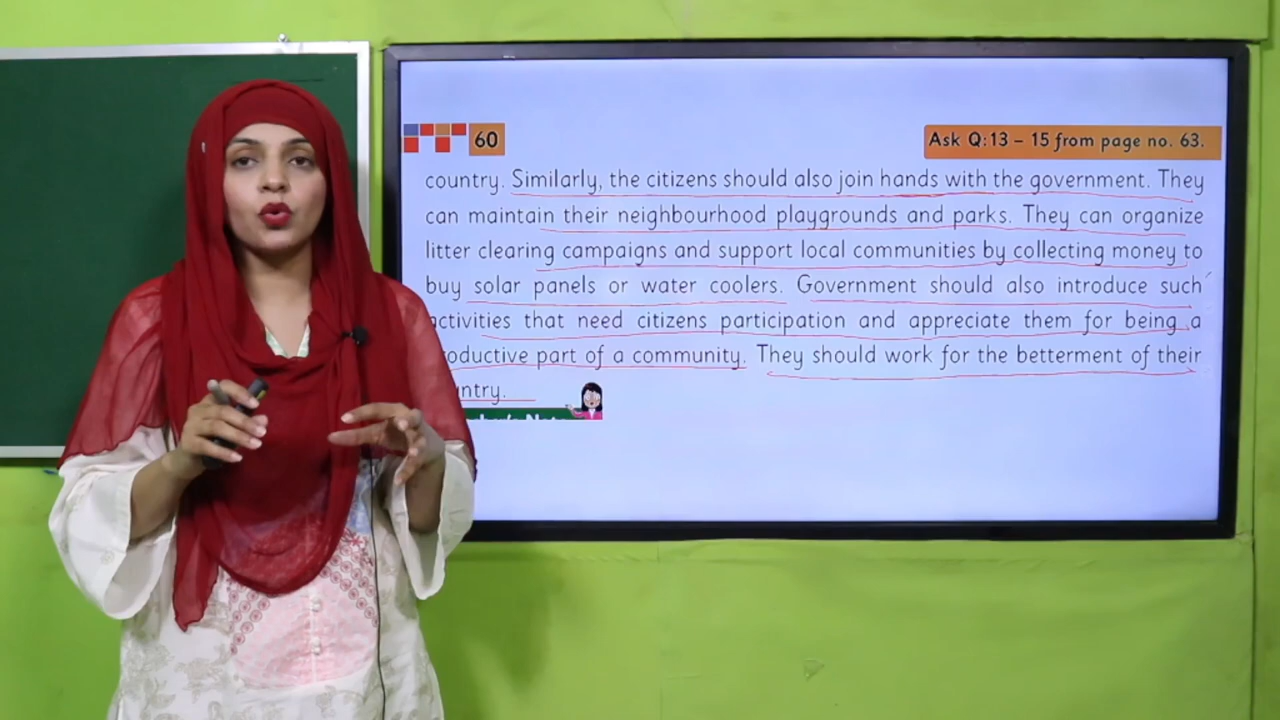 60
Ask Q:13 – 15 from page no. 63.
country. Similarly, the citizens should also join hands with the government. They
can maintain their neighbourhood playgrounds and parks. They can organize
litter clearing campaigns and support local communities by collecting money to
buy solar panels or water coolers. Government should also introduce such
activities that need citizens participation and appreciate them for being a
part of a community. They should work for the betterment of their